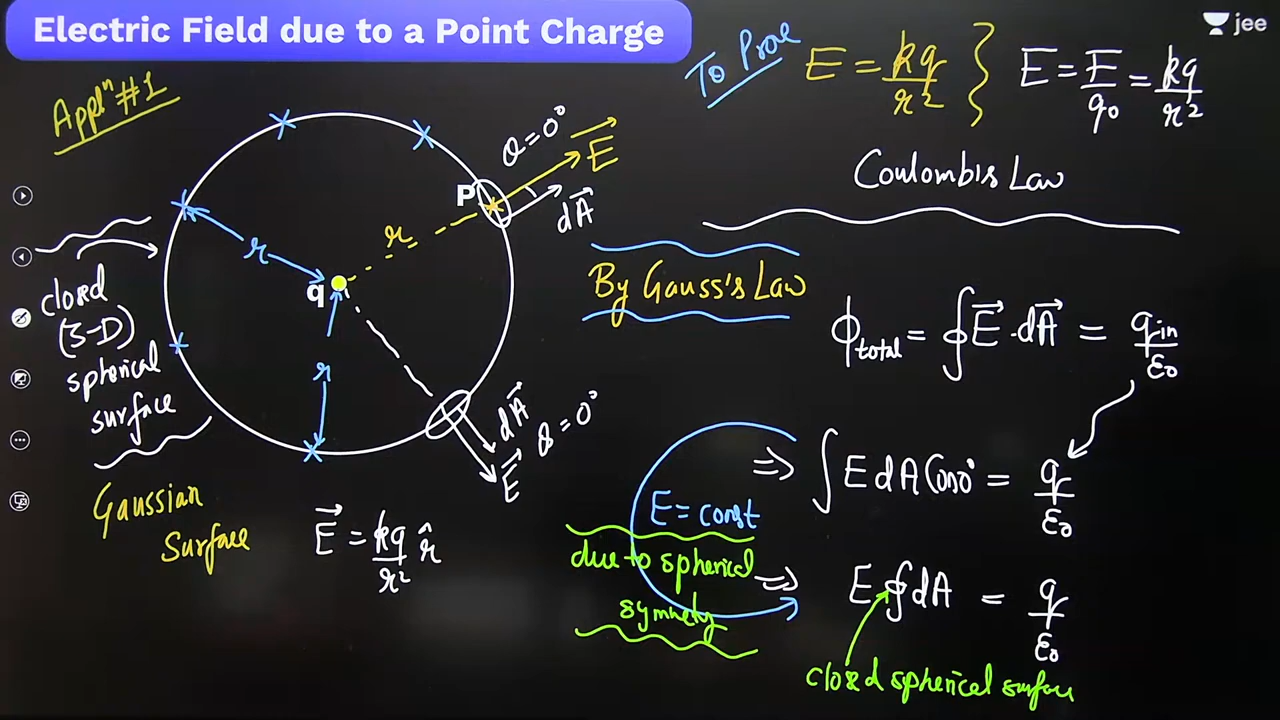 Electric Field due to a Point Charge
jee
To Prove
E = kq/r² } E = F/q₀ = kq/r²
Applⁿ #1
θ=0°
E⃗
P
dA⃗
Coulomb's Law
r
r
q
closed
(3-D)
spherical
surface
By Gauss's Law
ϕtotal = ∮E⃗.dA⃗ = qin/ε₀
r
dA⃗
θ=0°
E⃗
⇒ ∫E dA Cos0° = q/ε₀
Gaussian
Surface
E⃗ = kq/r² r̂
E = const
due to spherical
symmety
⇒ E∮dA = q/ε₀
closed spherical surface